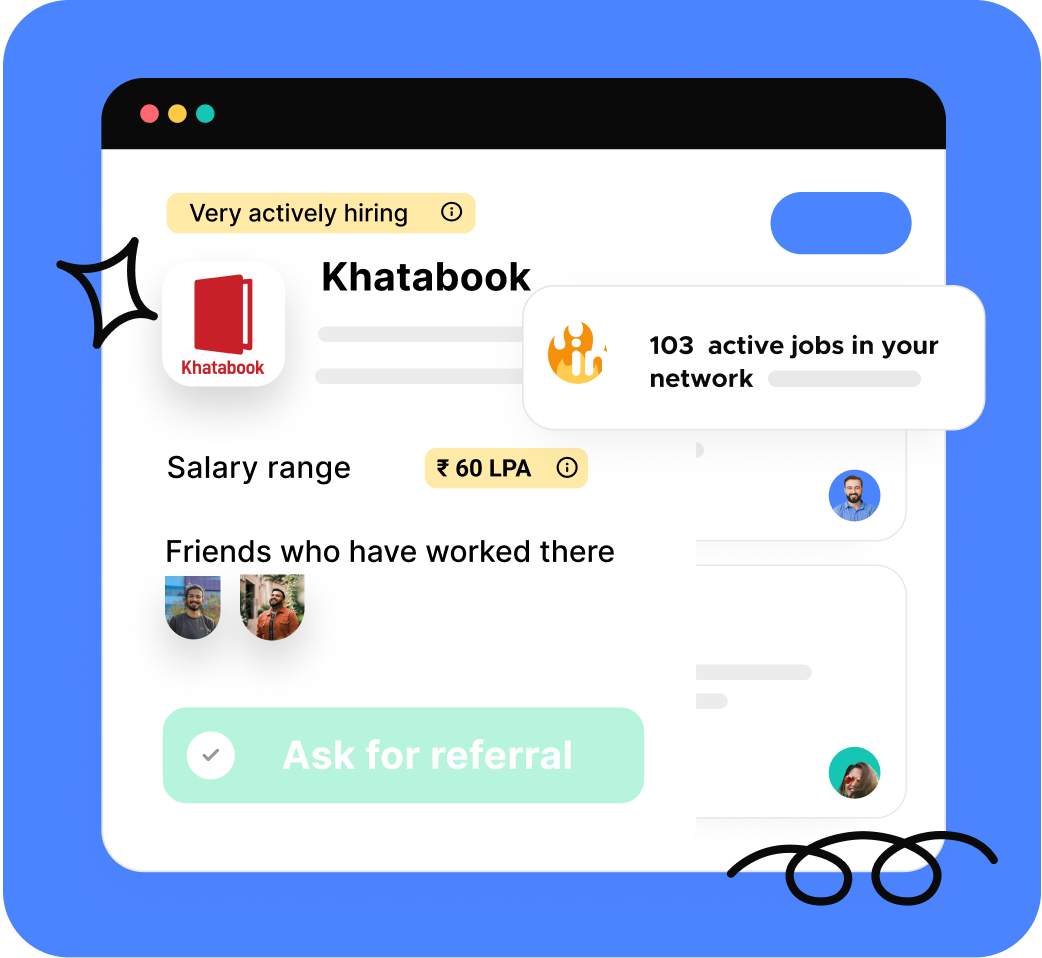 Very actively hiring
Khatabook
Khatabook
103 active jobs in your
network
Salary range
₹ 60 LPA
Friends who have worked there
Ask for referral